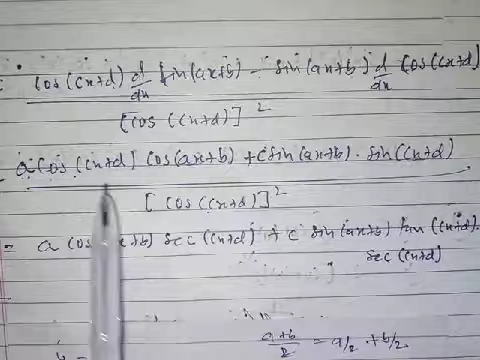 cos(cx+d) d/dx sin(ax+b) - sin(ax+b) d/dx cos(cx+d)
[cos (cx+d)]²
a cos (cx+d) cos(ax+b) + c sin(ax+b) . sin(cx+d)
[cos (cx+d)]²
= a cos x+b) sec (cx+d) + c sin(ax+b) tan (cx+d).
sec (cx+d)
a+b/2 = a/2 + b/2